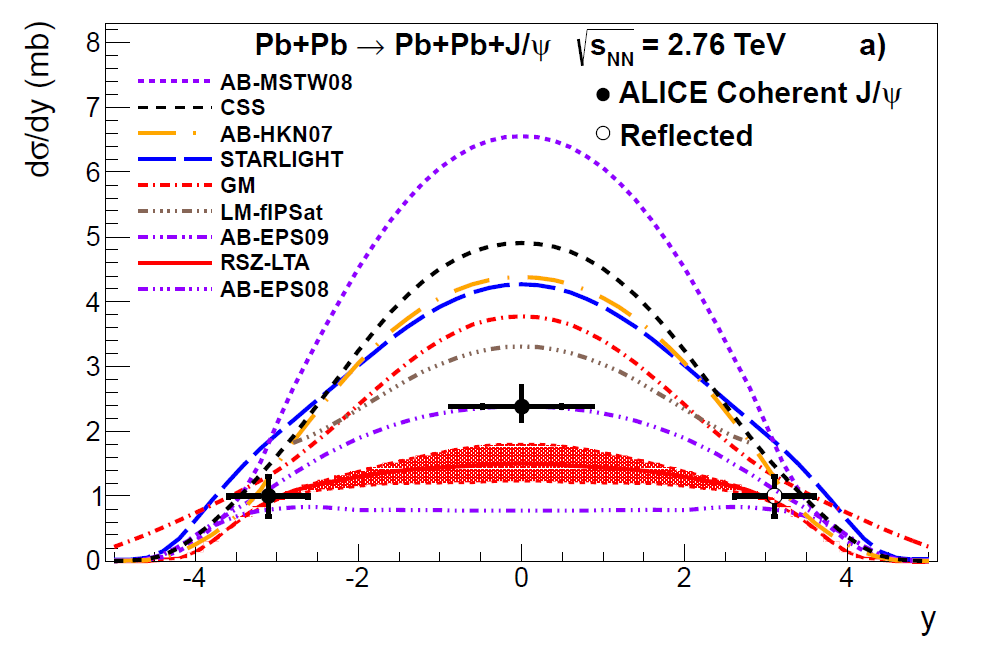 dσ/dy (mb)
Pb+Pb → Pb+Pb+J/ψ √sNN = 2.76 TeV a)
ALICE Coherent J/ψ
Reflected
AB-MSTW08
CSS
AB-HKN07
STARLIGHT
GM
LM-fIPSat
AB-EPS09
RSZ-LTA
AB-EPS08
8
7
6
5
4
3
2
1
0
-4 -2 0 2 4
y